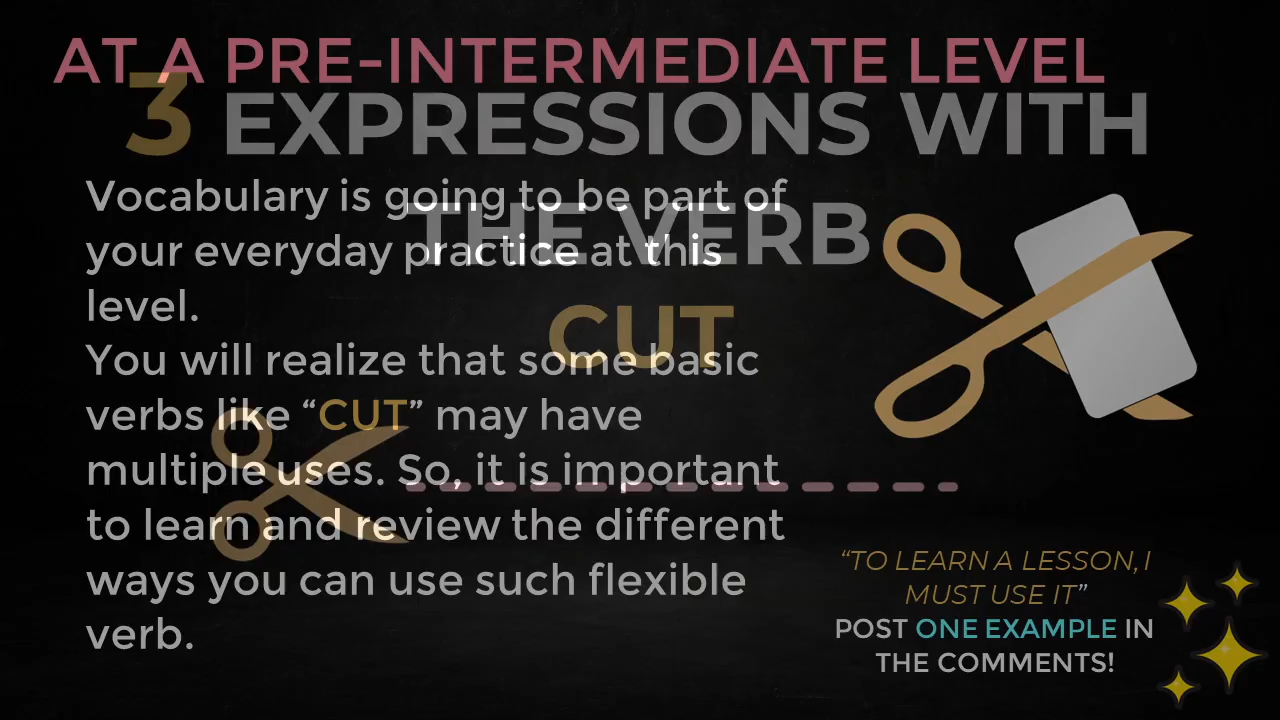 AT A PRE-INTERMEDIATE LEVEL
3 EXPRESSIONS WITH
THE VERB
CUT
Vocabulary is going to be part of
your everyday practice at this
level.
You will realize that some basic
verbs like “CUT” may have
multiple uses. So, it is important
to learn and review the different
ways you can use such flexible
verb.
“TO LEARN A LESSON, I
MUST USE IT”
POST ONE EXAMPLE IN
THE COMMENTS!